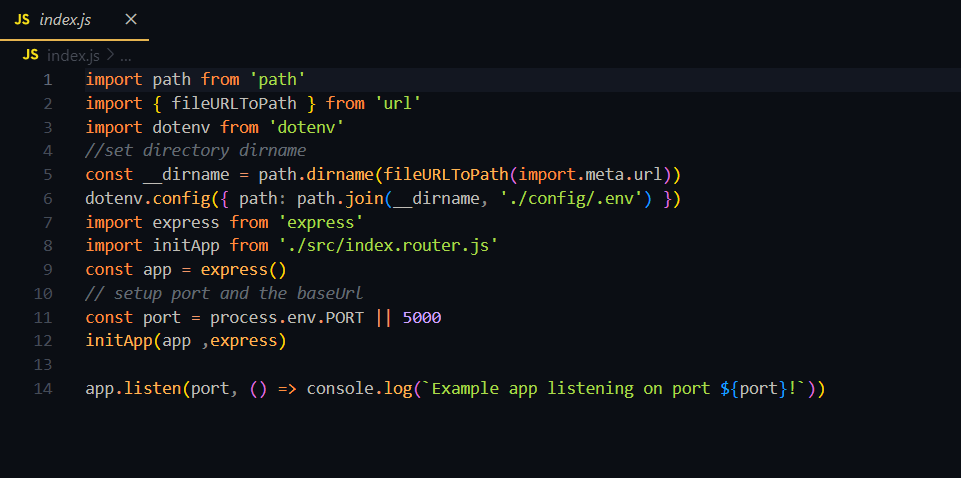 JS index.js ×
JS index.js > ...
1 import path from 'path'
2 import { fileURLToPath } from 'url'
3 import dotenv from 'dotenv'
4 //set directory dirname
5 const __dirname = path.dirname(fileURLToPath(import.meta.url))
6 dotenv.config({ path: path.join(__dirname, './config/.env') })
7 import express from 'express'
8 import initApp from './src/index.router.js'
9 const app = express()
10 // setup port and the baseUrl
11 const port = process.env.PORT || 5000
12 initApp(app ,express)
13
14 app.listen(port, () => console.log(`Example app listening on port ${port}!`))